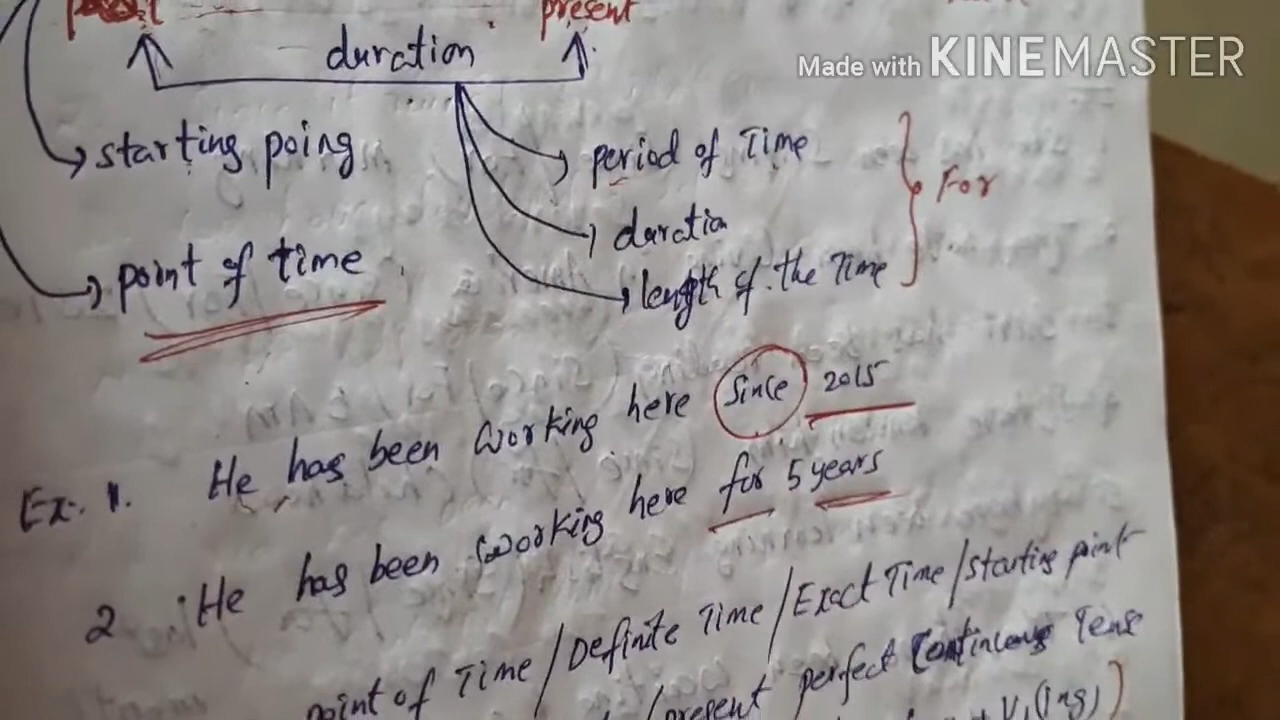 present
Made with KINEMASTER
duration
starting poing
period of Time
For
duration
point of time
length of the Time
Ex. 1. He has been working here Since 2015
2 He has been working here for 5 years
point of Time / Definite Time / Exact Time / starting point
/present perfect Continuous Tense
V1(ing)